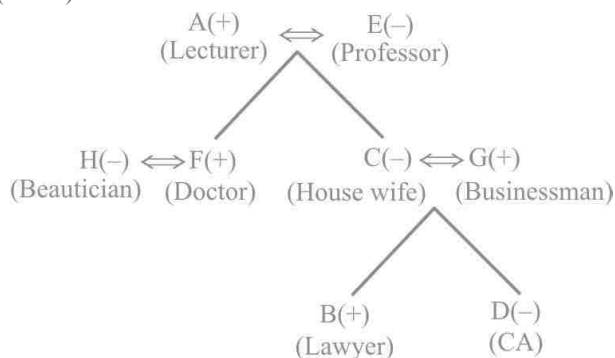 A(+) ⇔ E(–)
(Lecturer) (Professor)
H(–) ⇔ F(+) C(–) ⇔ G(+)
(Beautician) (Doctor) (House wife) (Businessman)
B(+) D(–)
(Lawyer) (CA)